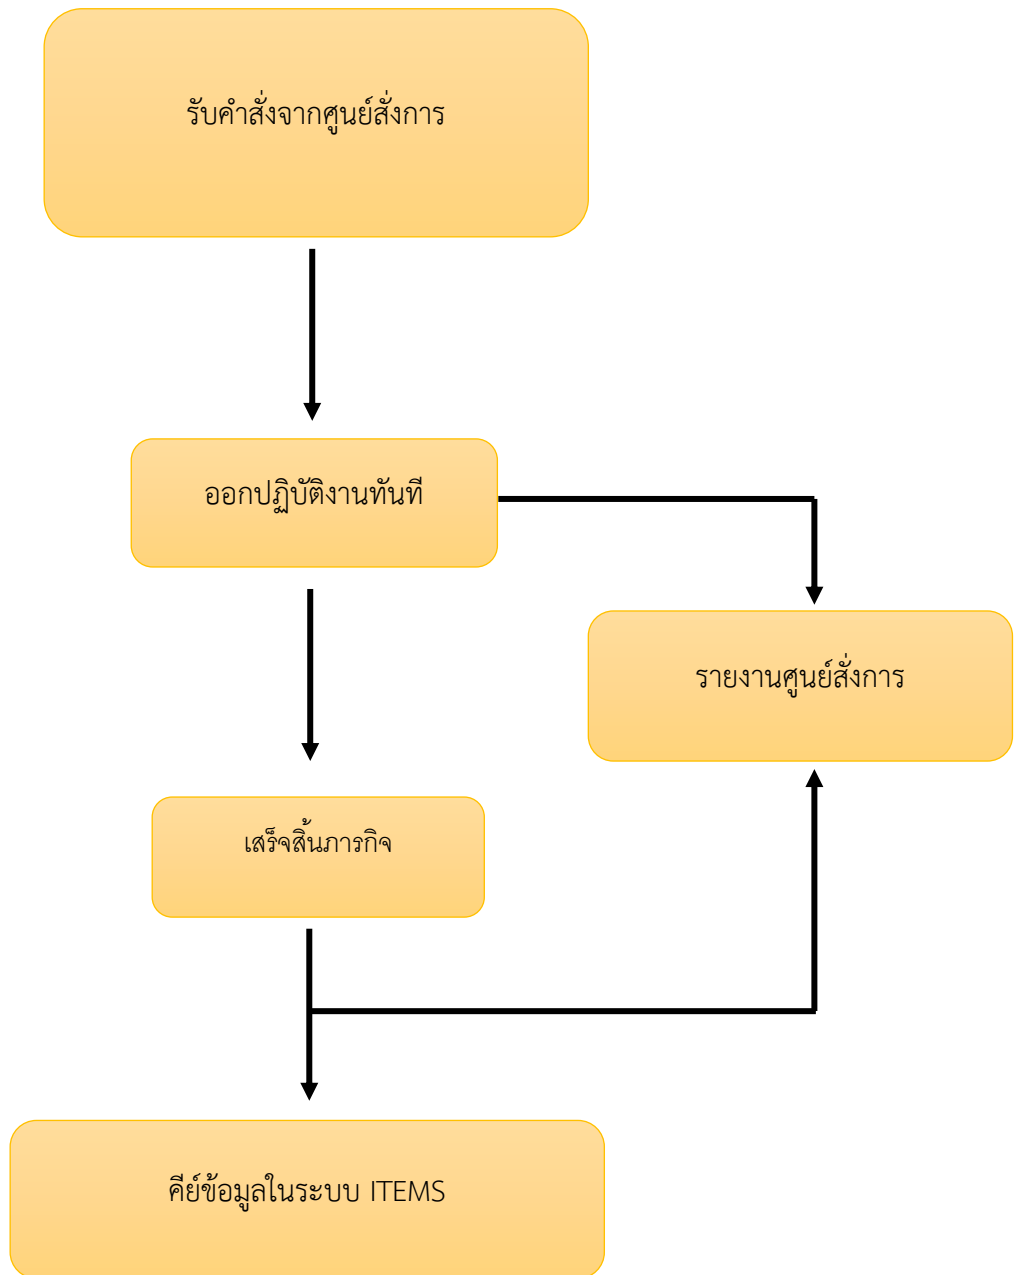 รับคำสั่งจากศูนย์สั่งการ
ออกปฏิบัติงานทันที
รายงานศูนย์สั่งการ
เสร็จสิ้นภารกิจ
คีย์ข้อมูลในระบบ ITEMS